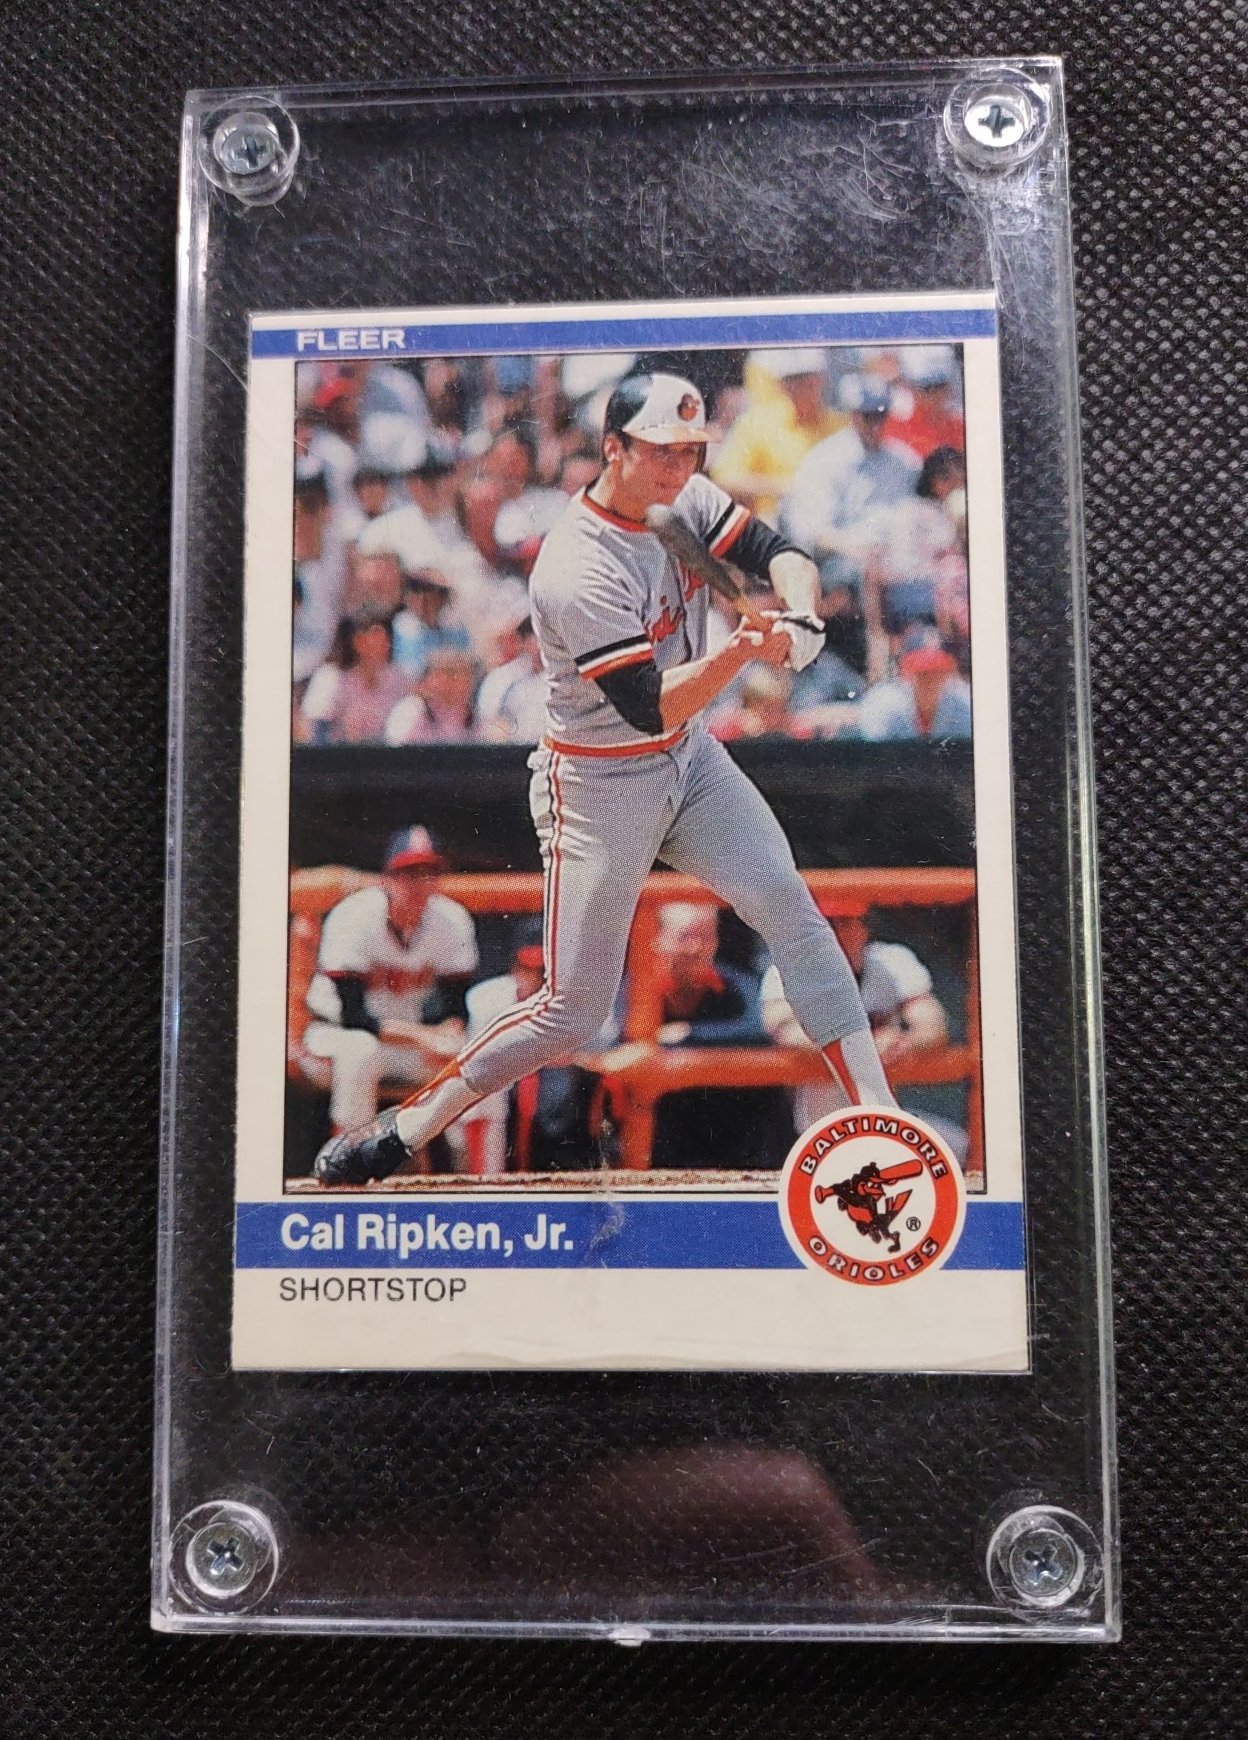 FLEER
BALTIMORE
ORIOLES
®
Cal Ripken, Jr.
SHORTSTOP